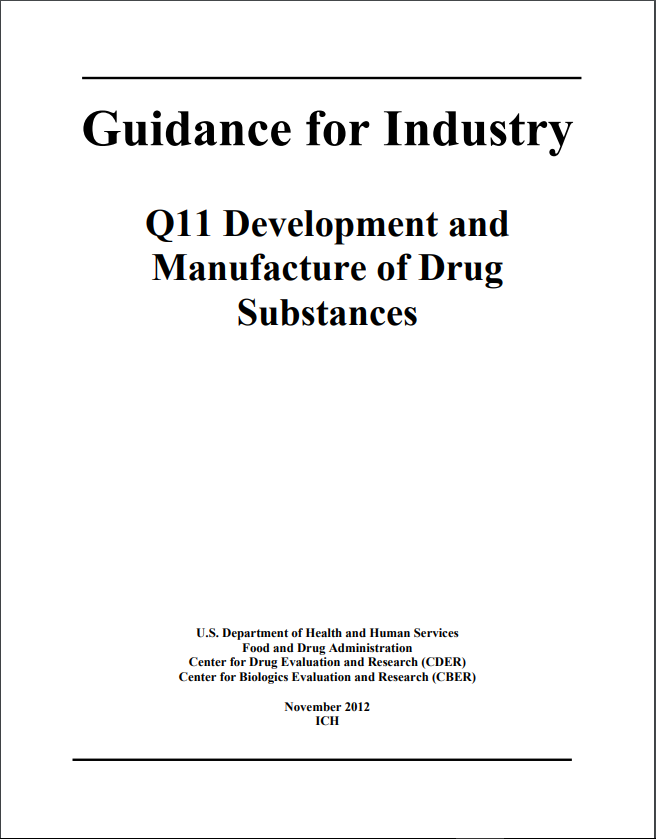 Guidance for Industry
Q11 Development and
Manufacture of Drug
Substances
U.S. Department of Health and Human Services
Food and Drug Administration
Center for Drug Evaluation and Research (CDER)
Center for Biologics Evaluation and Research (CBER)
November 2012
ICH